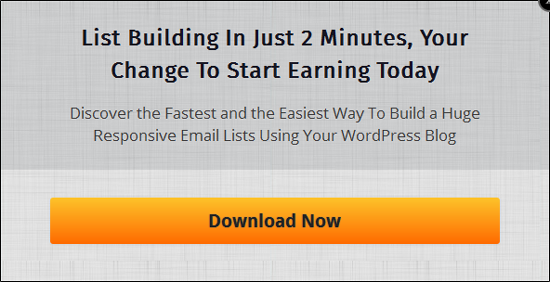 List Building In Just 2 Minutes, Your
Change To Start Earning Today
Discover the Fastest and the Easiest Way To Build a Huge
Responsive Email Lists Using Your WordPress Blog
Download Now